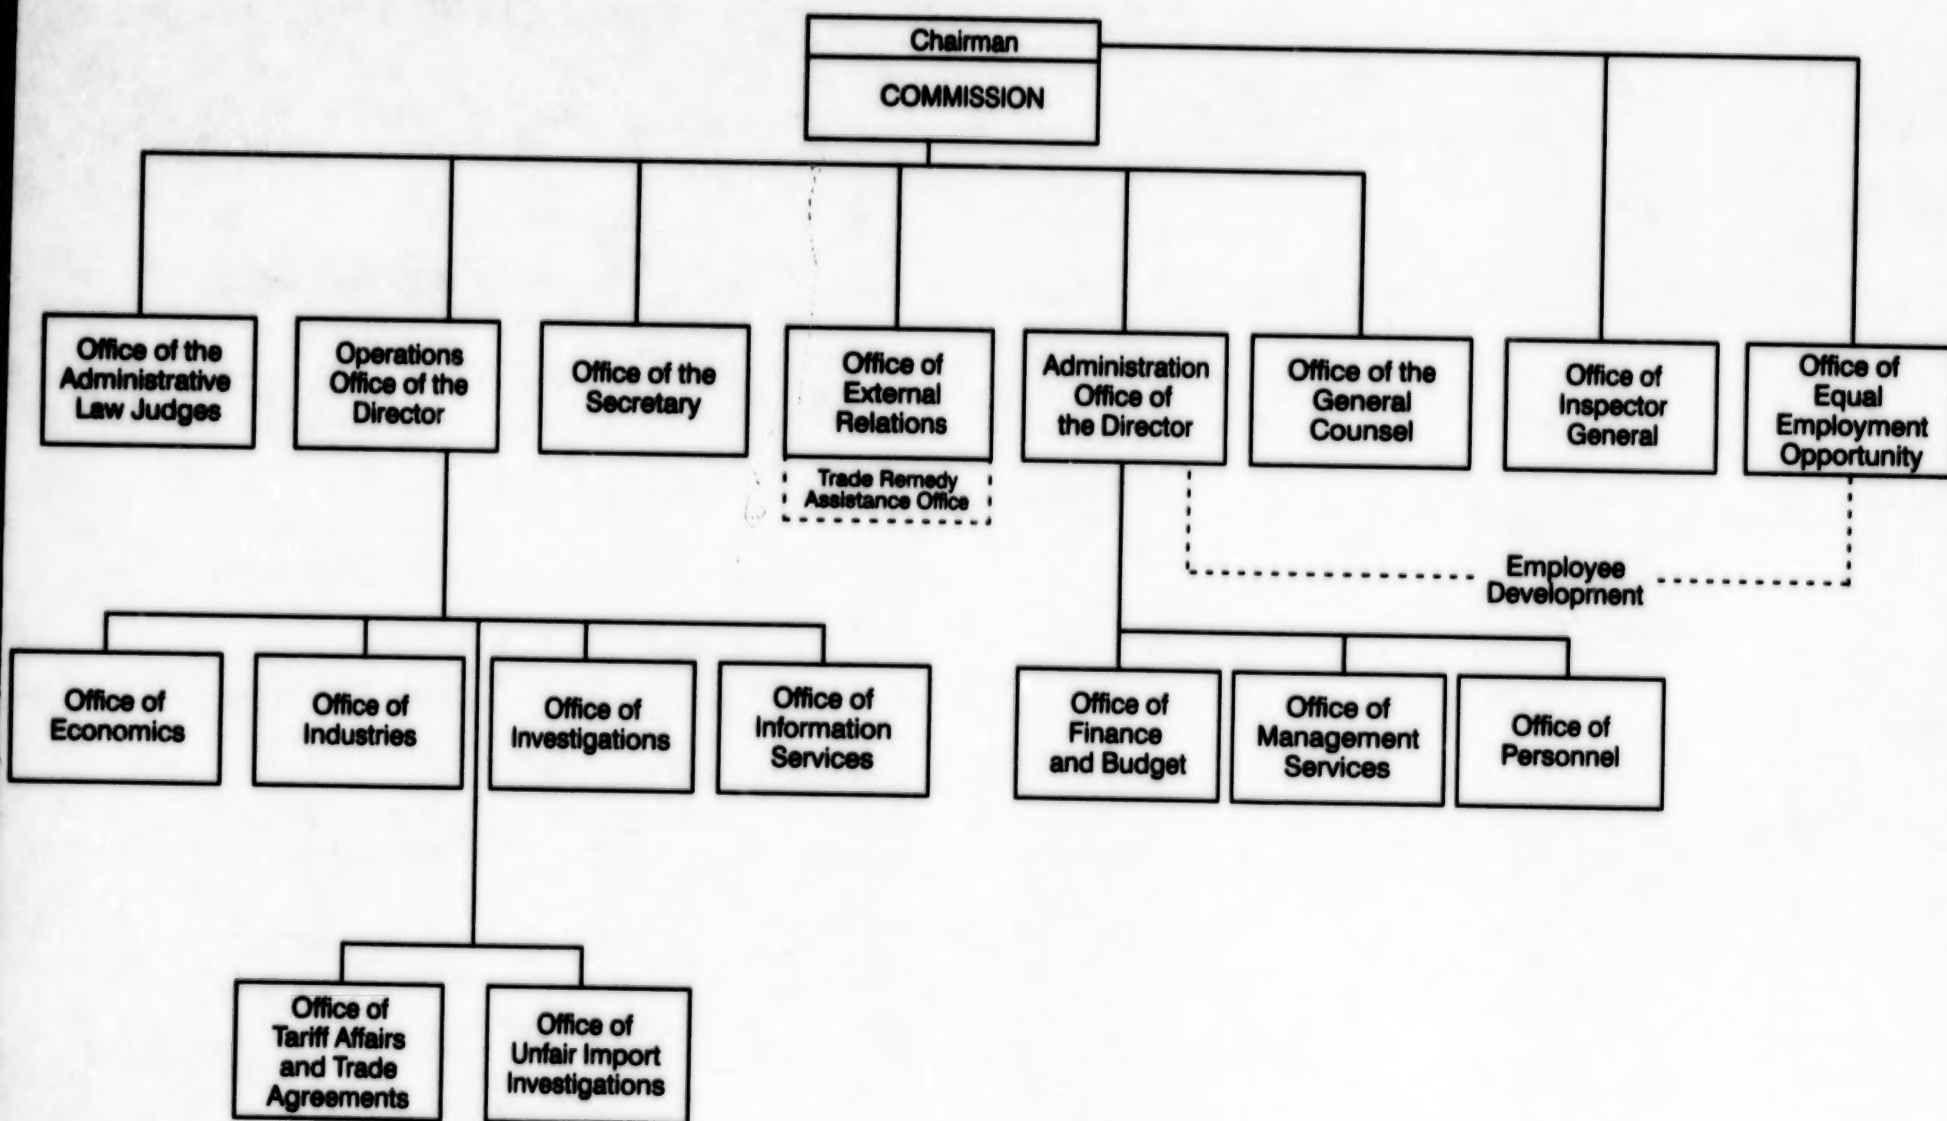 Chairman
COMMISSION
Office of the
Administrative
Law Judges
Operations
Office of the
Director
Office of the
Secretary
Office of
External
Relations
Trade Remedy
Assistance Office
Administration
Office of
the Director
Office of the
General
Counsel
Office of
Inspector
General
Office of
Equal
Employment
Opportunity
Employee
Development
Office of
Economics
Office of
Industries
Office of
Investigations
Office of
Information
Services
Office of
Finance
and Budget
Office of
Management
Services
Office of
Personnel
Office of
Tariff Affairs
and Trade
Agreements
Office of
Unfair Import
Investigations